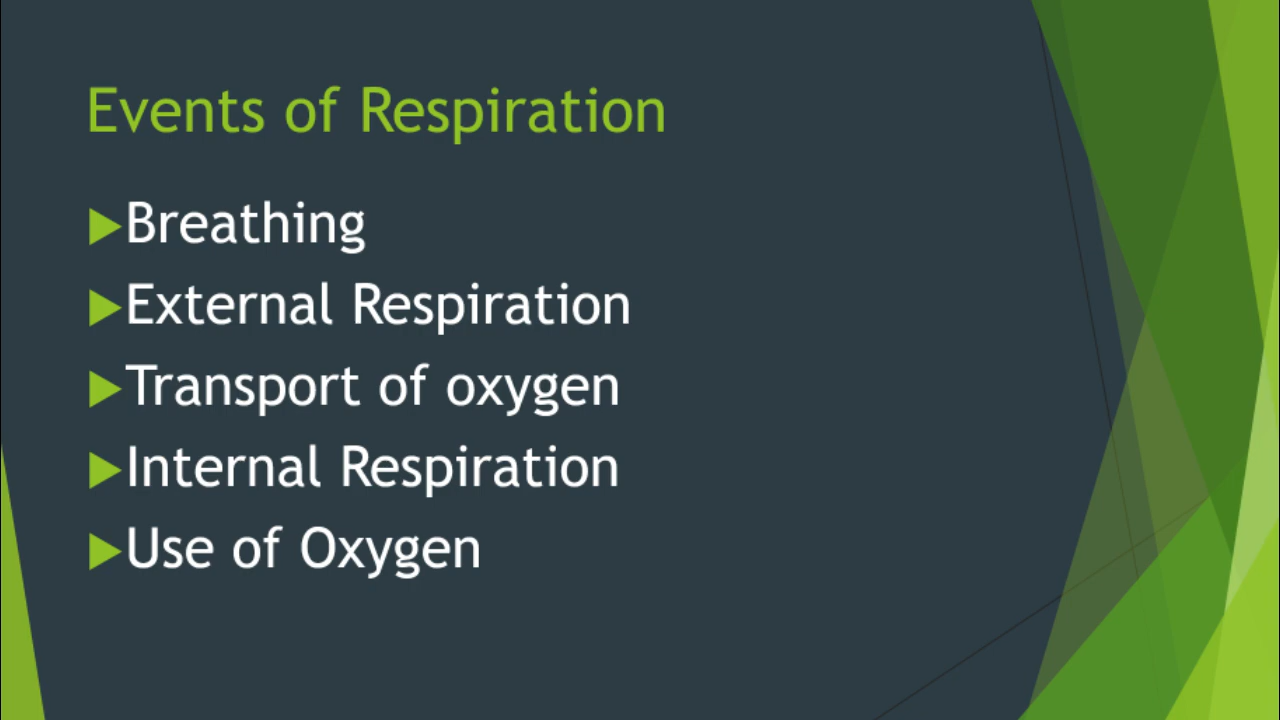 Events of Respiration
Breathing
External Respiration
Transport of oxygen
Internal Respiration
Use of Oxygen